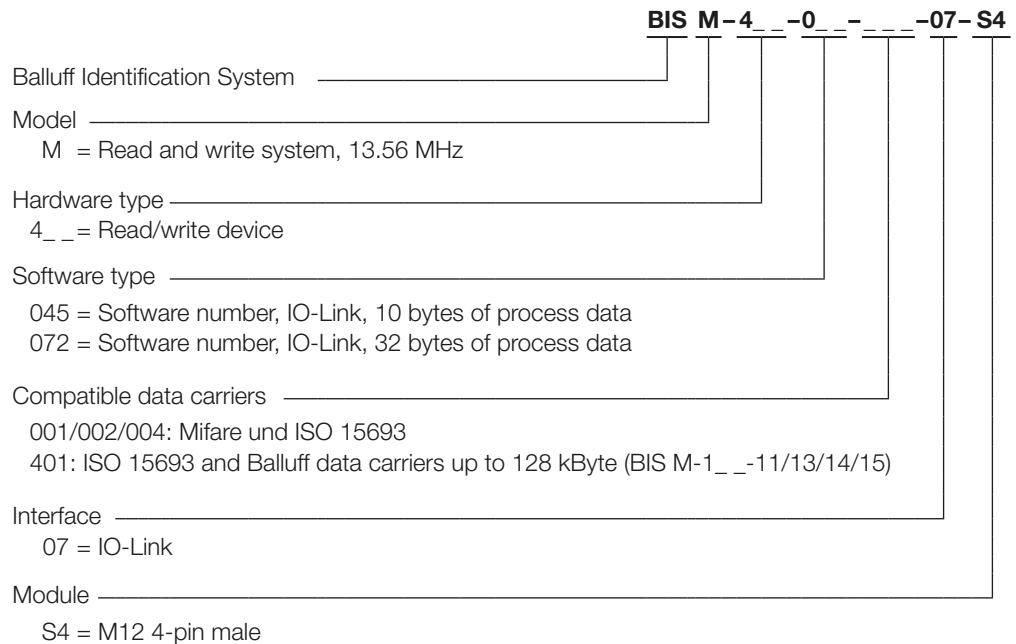 BIS M–4_ _–0_ _–_ _ _–07–S4
Balluff Identification System
Model
M = Read and write system, 13.56 MHz
Hardware type
4_ _= Read/write device
Software type
045 = Software number, IO-Link, 10 bytes of process data
072 = Software number, IO-Link, 32 bytes of process data
Compatible data carriers
001/002/004: Mifare und ISO 15693
401: ISO 15693 and Balluff data carriers up to 128 kByte (BIS M-1_ _-11/13/14/15)
Interface
07 = IO-Link
Module
S4 = M12 4-pin male